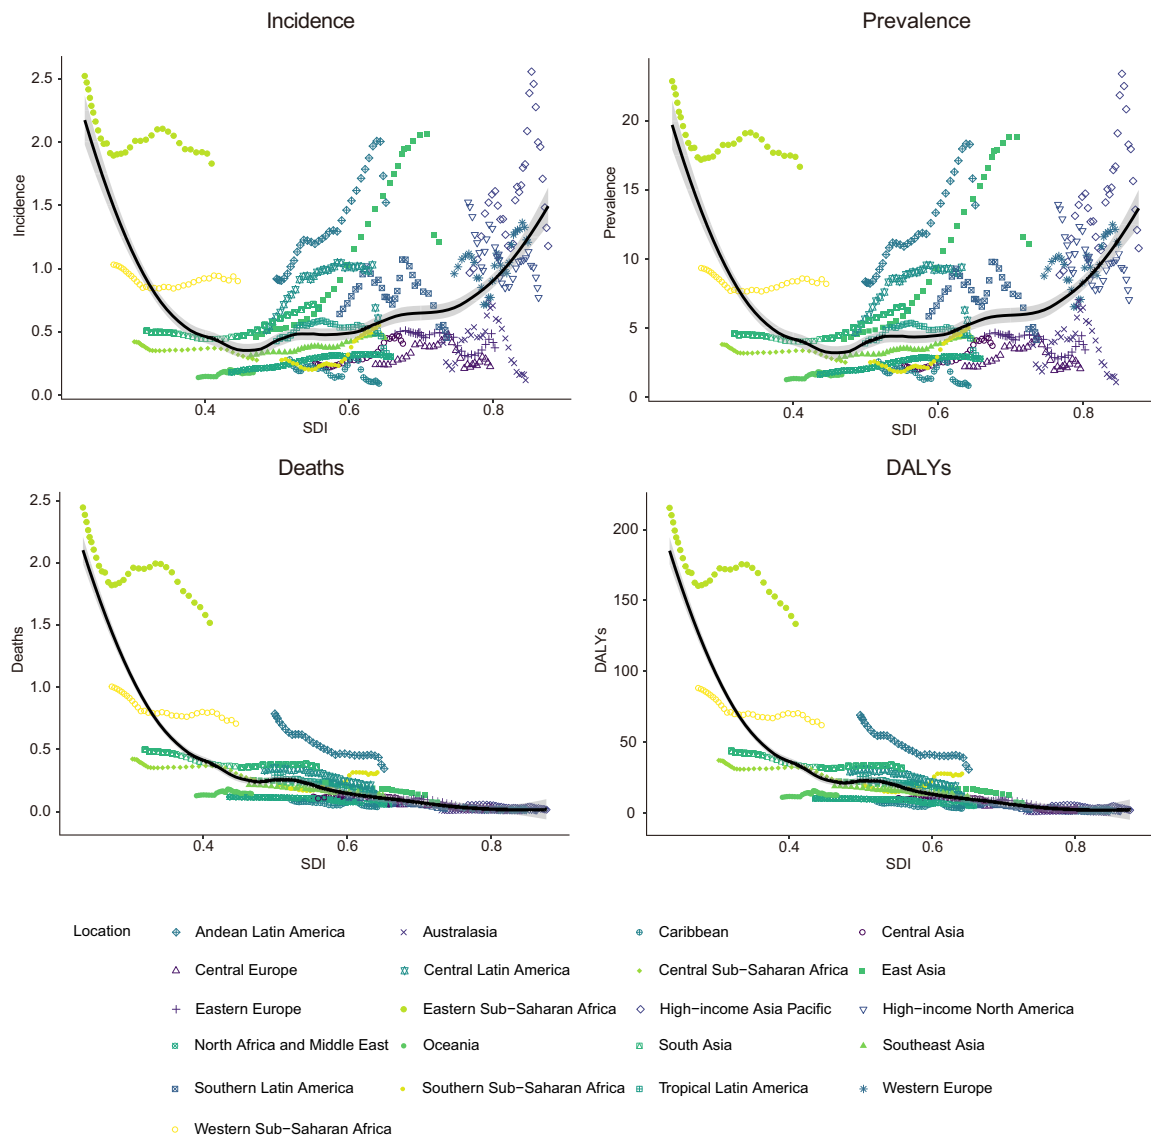 Incidence
Prevalence
2.5
2.0
1.5
1.0
0.5
0.0
Incidence
0.4
0.6
0.8
SDI
20
15
10
5
0
Prevalence
0.4
0.6
0.8
SDI
Deaths
DALYs
2.5
2.0
1.5
1.0
0.5
0.0
Deaths
0.4
0.6
0.8
SDI
200
150
100
50
0
DALYs
0.4
0.6
0.8
SDI
Location
Andean Latin America
Australasia
Caribbean
Central Asia
Central Europe
Central Latin America
Central Sub−Saharan Africa
East Asia
Eastern Europe
Eastern Sub−Saharan Africa
High−income Asia Pacific
High−income North America
North Africa and Middle East
Oceania
South Asia
Southeast Asia
Southern Latin America
Southern Sub−Saharan Africa
Tropical Latin America
Western Europe
Western Sub−Saharan Africa